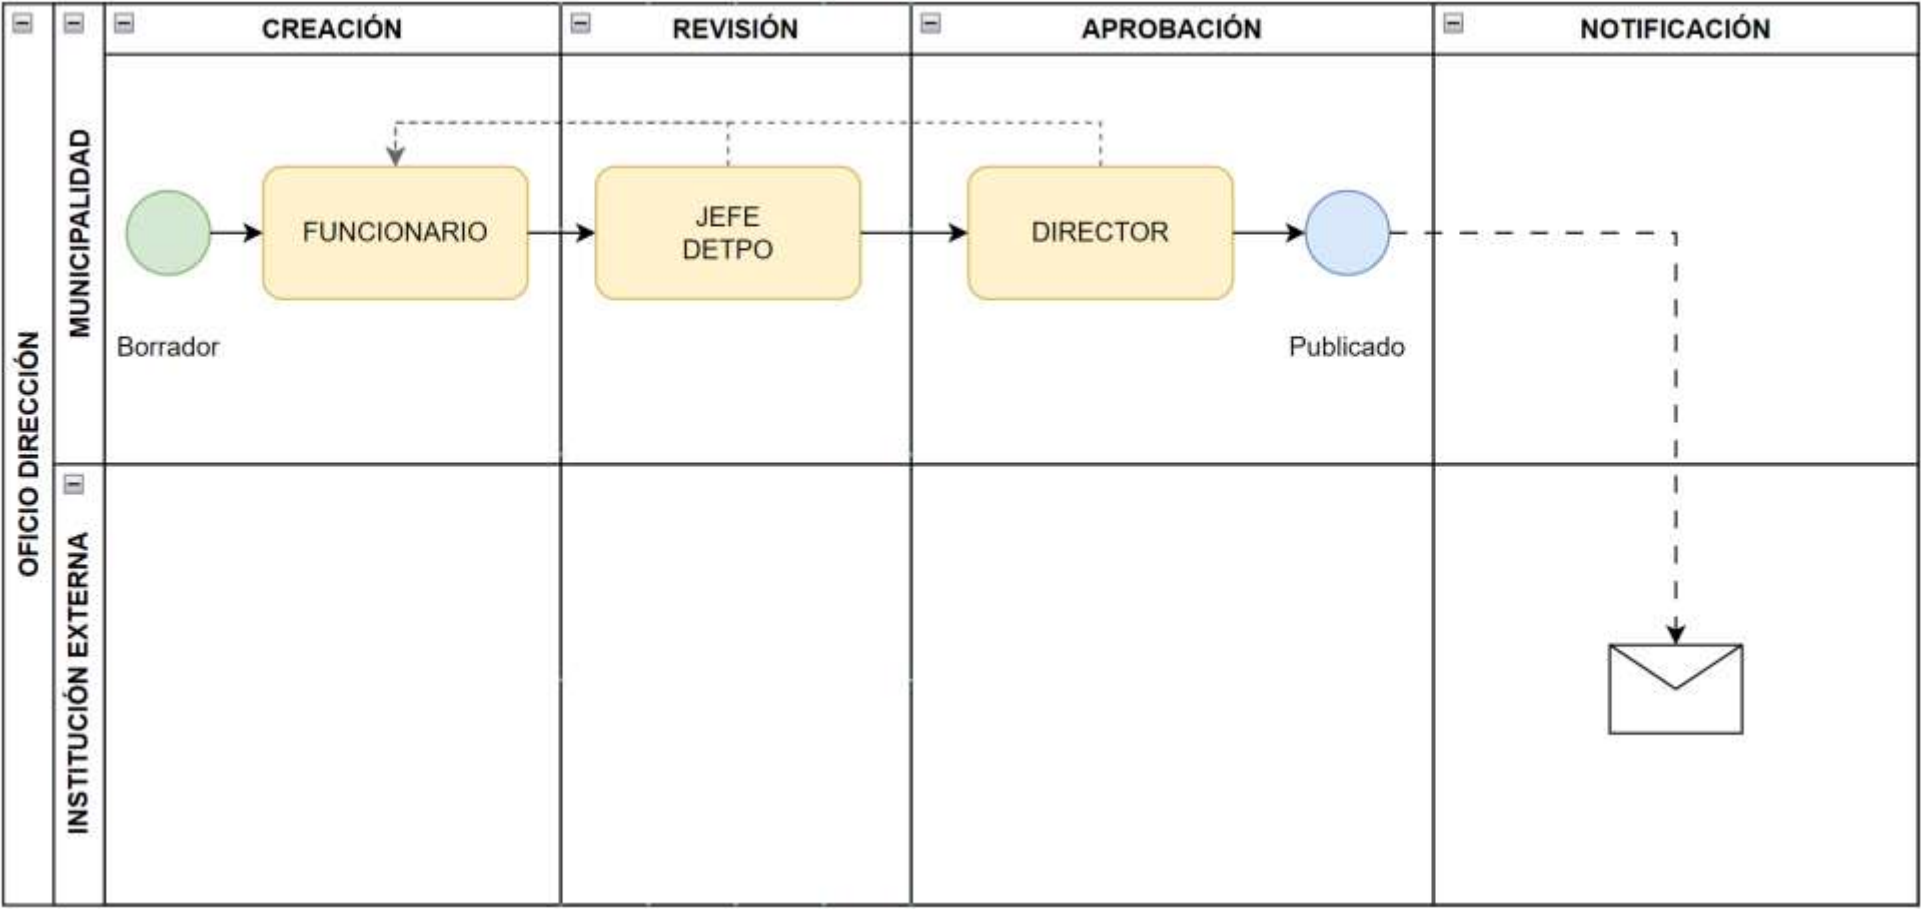 OFICIO DIRECCIÓN
MUNICIPALIDAD
INSTITUCIÓN EXTERNA
CREACIÓN
REVISIÓN
APROBACIÓN
NOTIFICACIÓN
FUNCIONARIO
JEFE
DETPO
DIRECTOR
Borrador
Publicado